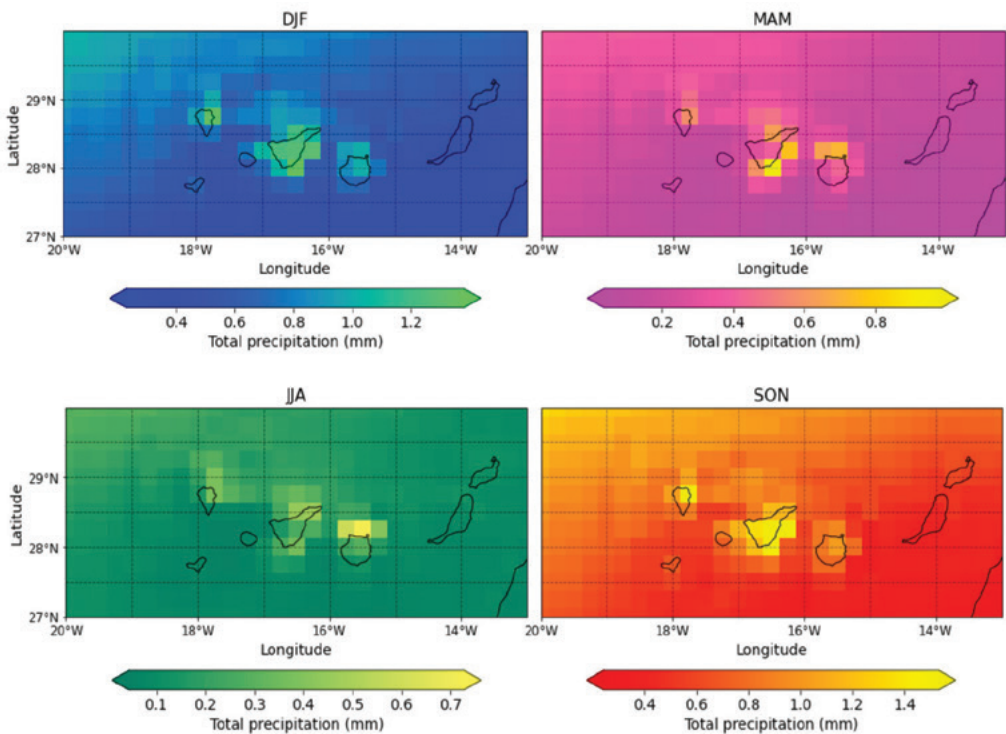 DJF
29°N
28°N
27°N
Latitude
20°W 18°W 16°W 14°W
Longitude
0.4 0.6 0.8 1.0 1.2
Total precipitation (mm)
MAM
20°W 18°W 16°W 14°W
Longitude
0.2 0.4 0.6 0.8
Total precipitation (mm)
JJA
29°N
28°N
27°N
Latitude
20°W 18°W 16°W 14°W
Longitude
0.1 0.2 0.3 0.4 0.5 0.6 0.7
Total precipitation (mm)
SON
20°W 18°W 16°W 14°W
Longitude
0.4 0.6 0.8 1.0 1.2 1.4
Total precipitation (mm)